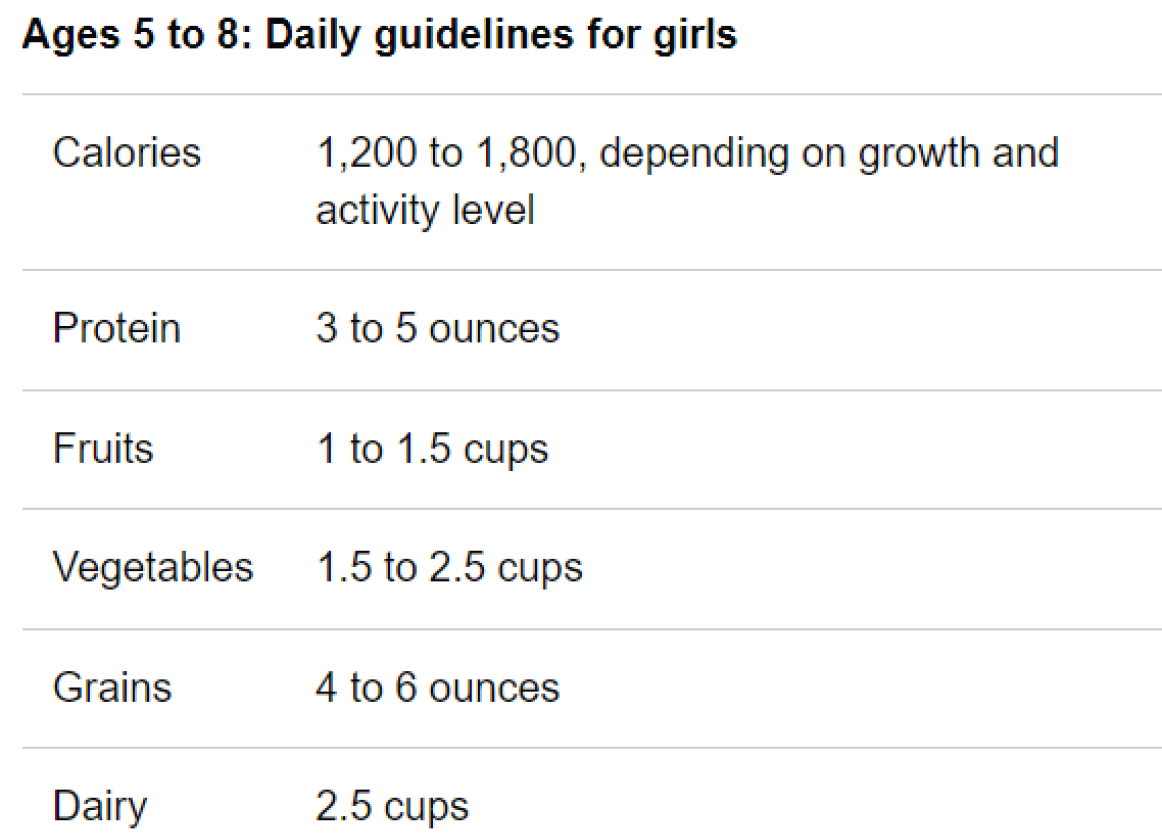 Ages 5 to 8: Daily guidelines for girls
Calories 1,200 to 1,800, depending on growth and
activity level
Protein 3 to 5 ounces
Fruits 1 to 1.5 cups
Vegetables 1.5 to 2.5 cups
Grains 4 to 6 ounces
Dairy 2.5 cups